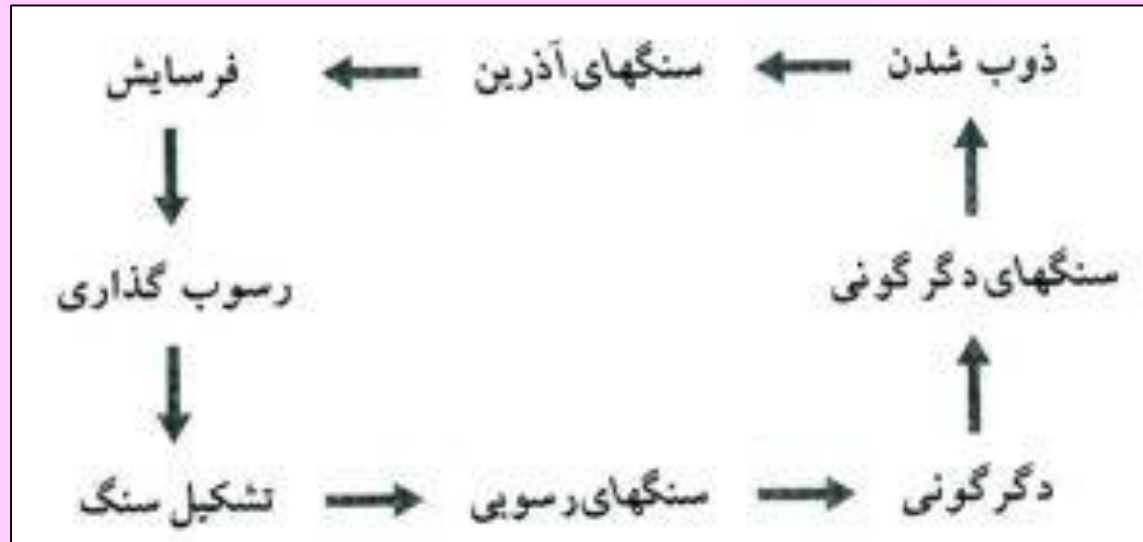 ذوب شدن سنگهای آذرین فرسایش
سنگهای دگرگونی رسوب گذاری
دگرگونی سنگهای رسوبی تشکیل سنگ